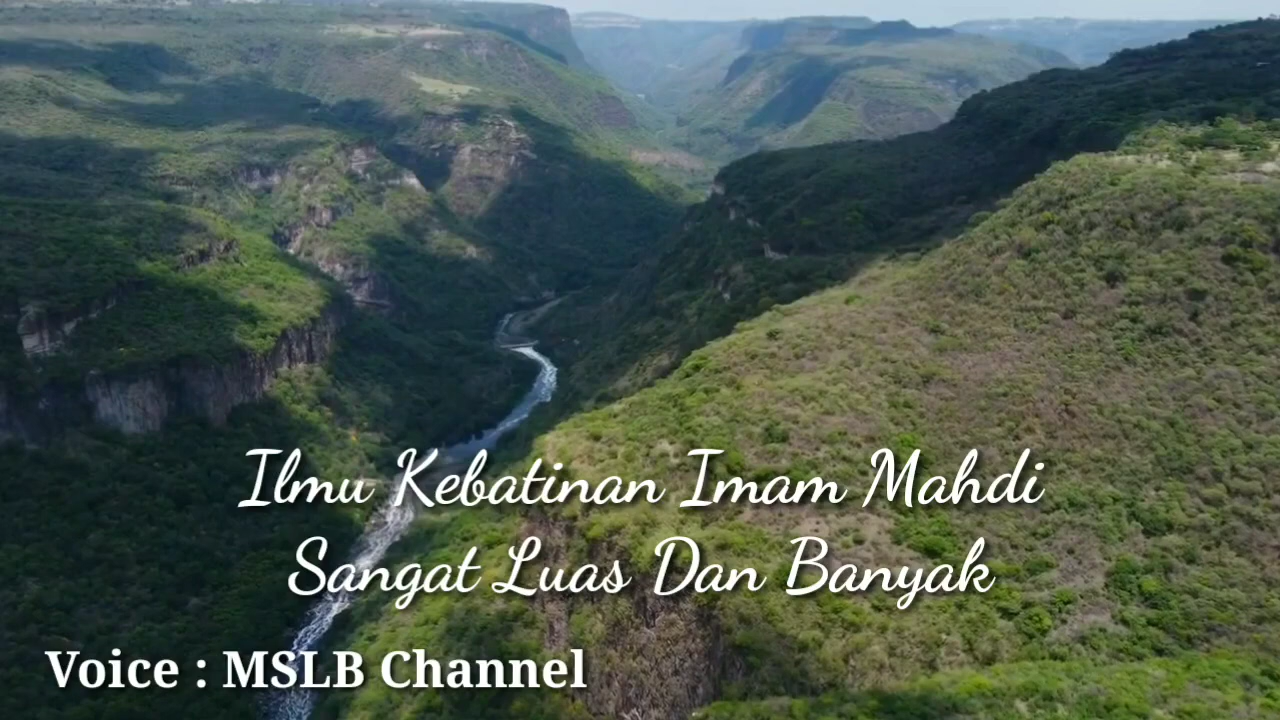 Ilmu Kebatinan Imam Mahdi
Sangat Luas Dan Banyak
Voice : MSLB Channel